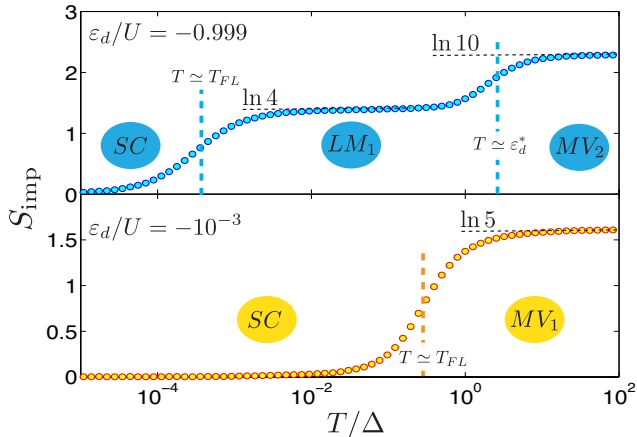 3
ε_d/U = −0.999
ln 10
T ≃ T_FL
2
ln 4
1
SC
LM_1
T ≃ ε_d^*
MV_2
0
S_imp
ε_d/U = −10^{-3}
ln 5
1.5
1
SC
MV_1
0.5
T ≃ T_FL
0
10^{-4}
10^{-2}
10^0
10^2
T/Δ